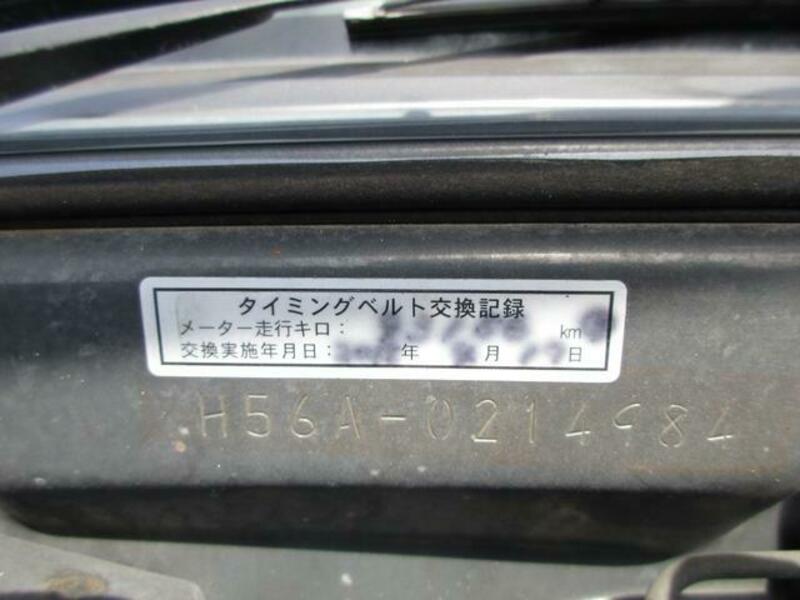 タイミングベルト交換記録
メーター走行キロ: km
交換実施年月日: 年 月 日
H56A-0214984